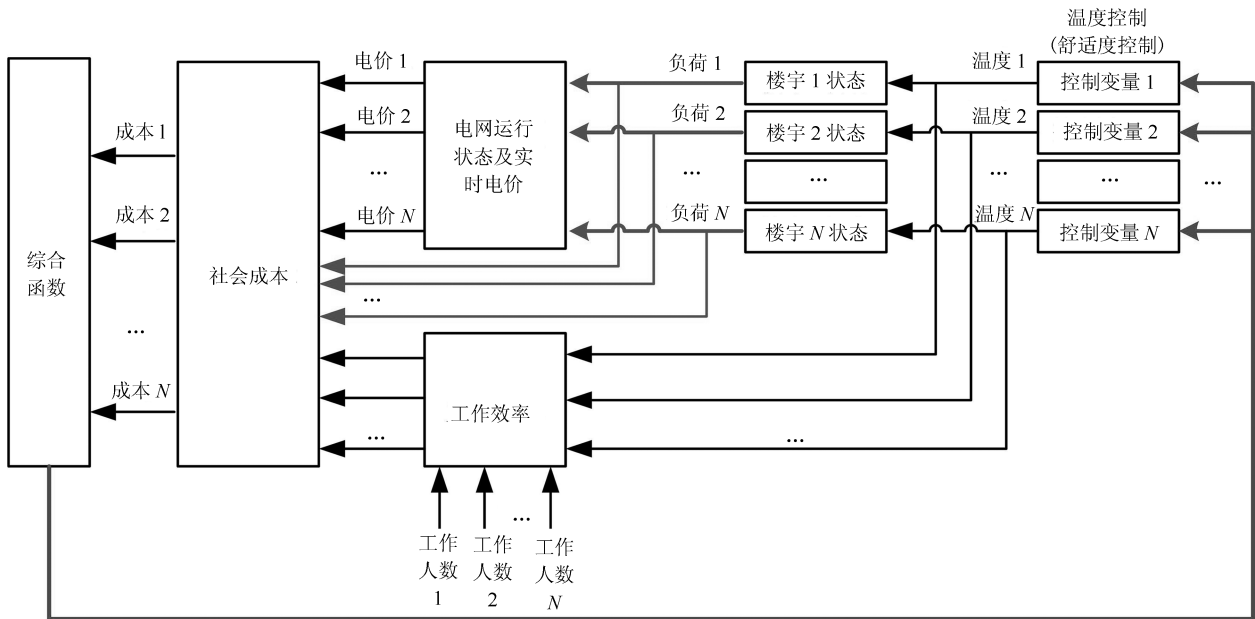 温度控制
(舒适度控制)
电价 1
负荷 1
楼宇 1 状态
温度 1
控制变量 1
成本 1
电价 2
电网运行
状态及实
时电价
负荷 2
楼宇 2 状态
温度 2
控制变量 2
...
...
...
...
...
...
成本 2
电价 N
负荷 N
楼宇 N 状态
温度 N
控制变量 N
综合
函数
社会成本
...
...
成本 N
工作效率
...
...
...
工作
人数
1
工作
人数
2
工作
人数
N